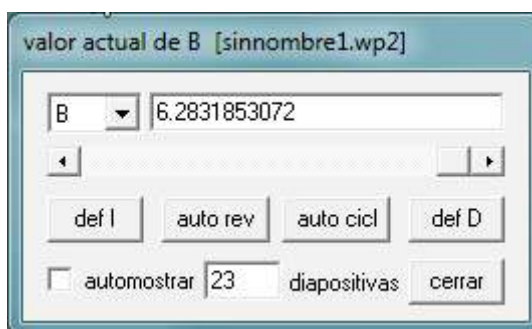 valor actual de B [sinnombre1.wp2]
B 6.2831853072
def I auto rev auto cicl def D
automostrar 23 diapositivas cerrar